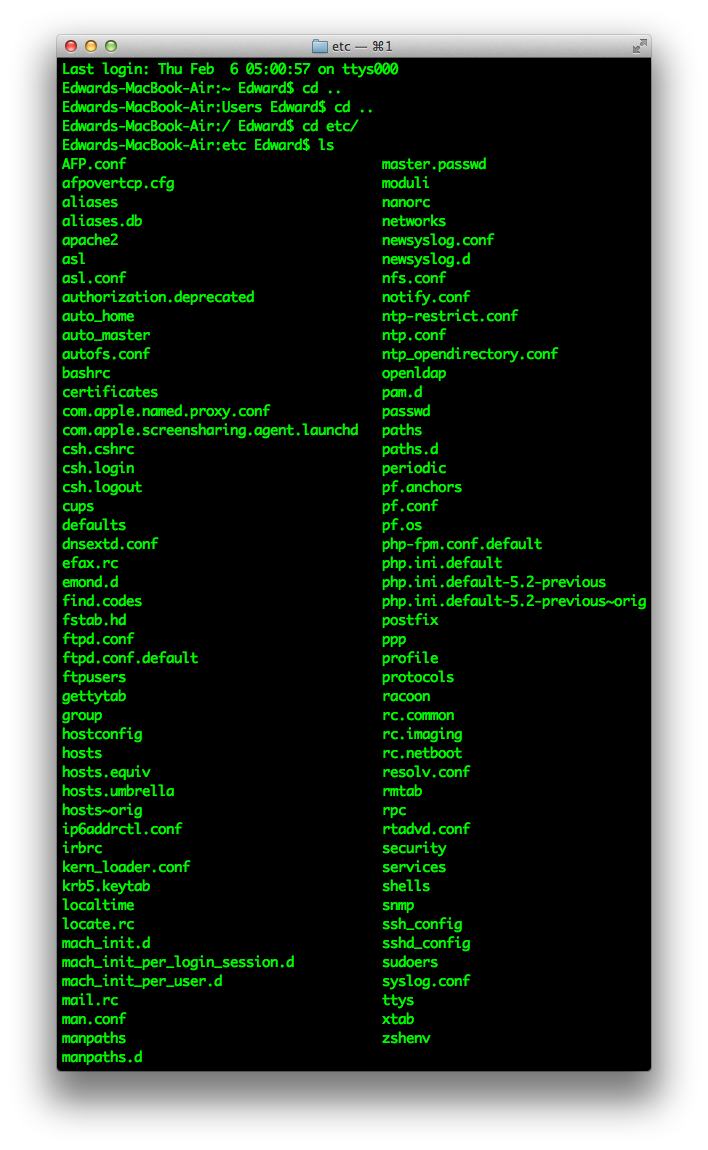 etc — ⌘1
Last login: Thu Feb  6 05:00:57 on ttys000
Edwards-MacBook-Air:~ Edward$ cd ..
Edwards-MacBook-Air:Users Edward$ cd ..
Edwards-MacBook-Air:/ Edward$ cd etc/
Edwards-MacBook-Air:etc Edward$ ls
AFP.conf master.passwd
afpovertcp.cfg moduli
aliases nanorc
aliases.db networks
apache2 newsyslog.conf
asl newsyslog.d
asl.conf nfs.conf
authorization.deprecated notify.conf
auto_home ntp-restrict.conf
auto_master ntp.conf
autofs.conf ntp_opendirectory.conf
bashrc openldap
certificates pam.d
com.apple.named.proxy.conf passwd
com.apple.screensharing.agent.launchd paths
csh.cshrc paths.d
csh.login periodic
csh.logout pf.anchors
cups pf.conf
defaults pf.os
dnsextd.conf php-fpm.conf.default
efax.rc php.ini.default
emond.d php.ini.default-5.2-previous
find.codes php.ini.default-5.2-previous~orig
fstab.hd postfix
ftpd.conf ppp
ftpd.conf.default profile
ftpusers protocols
gettytab racoon
group rc.common
hostconfig rc.imaging
hosts rc.netboot
hosts.equiv resolv.conf
hosts.umbrella rmtab
hosts~orig rpc
ip6addrctl.conf rtadvd.conf
irbrc security
kern_loader.conf services
krb5.keytab shells
localtime snmp
locate.rc ssh_config
mach_init.d sshd_config
mach_init_per_login_session.d sudoers
mach_init_per_user.d syslog.conf
mail.rc ttys
man.conf xtab
manpaths zshenv
manpaths.d